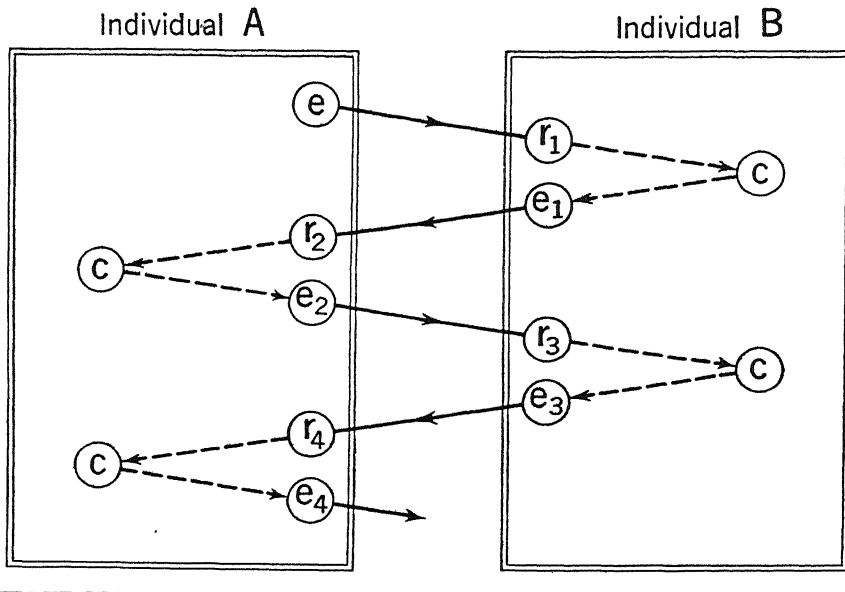 Individual A
Individual B
e
r₁
c
e₁
r₂
c
e₂
r₃
c
e₃
r₄
c
e₄